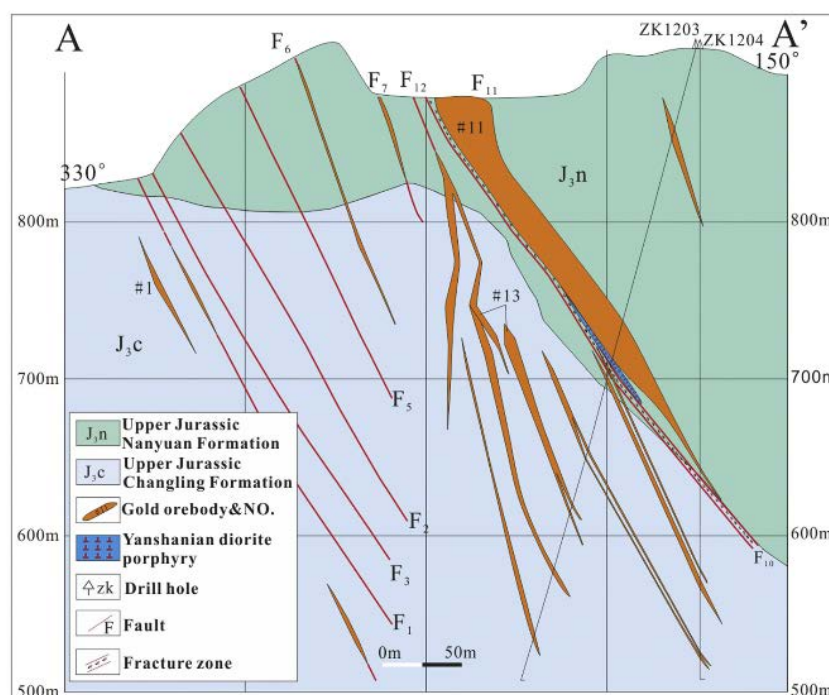 A
A'
ZK1203
ZK1204
150°
F₆
F₇
F₁₂
F₁₁
#11
J₃n
330°
800m
800m
#1
#13
J₃c
700m
700m
F₅
J₃n Upper Jurassic
Nanyuan Formation
J₃c Upper Jurassic
Changling Formation
Gold orebody&NO.
Yanshanian diorite
porphyry
zk Drill hole
F Fault
Fracture zone
F₂
600m
600m
F₃
F₁₀
F₁
0m 50m
500m
500m